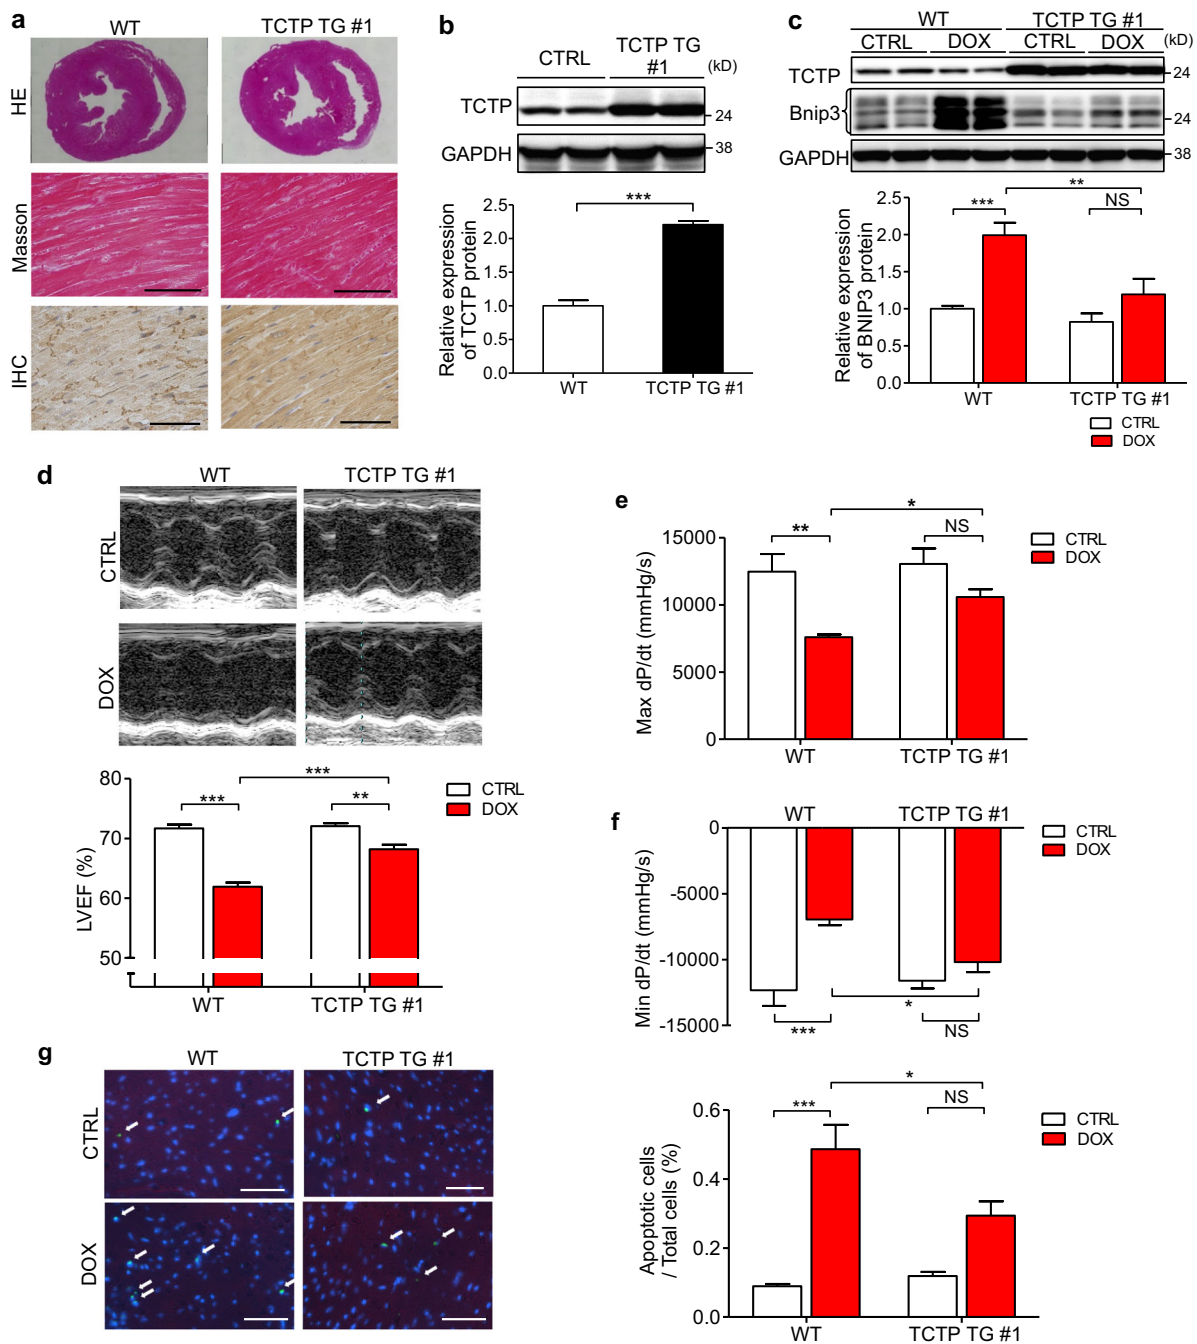 a
WT
TCTP TG #1
HE
Masson
IHC
b
CTRL
TCTP TG
#1
(kD)
TCTP
24
GAPDH
38
***
Relative expression
of TCTP protein
2.5
2.0
1.5
1.0
0.5
0.0
WT
TCTP TG #1
c
WT
TCTP TG #1
CTRL
DOX
CTRL
DOX
(kD)
TCTP
24
Bnip3
24
GAPDH
38
**
***
NS
Relative expression
of BNIP3 protein
2.5
2.0
1.5
1.0
0.5
0.0
WT
TCTP TG #1
CTRL
DOX
d
WT
TCTP TG #1
CTRL
DOX
***
***
**
CTRL
DOX
LVEF (%)
80
70
60
50
WT
TCTP TG #1
e
*
**
NS
CTRL
DOX
Max dP/dt (mmHg/s)
15000
10000
5000
0
WT
TCTP TG #1
f
WT
TCTP TG #1
CTRL
DOX
Min dP/dt (mmHg/s)
0
-5000
-10000
-15000
*
***
NS
g
WT
TCTP TG #1
CTRL
DOX
*
***
NS
CTRL
DOX
Apoptotic cells
/ Total cells (%)
0.6
0.4
0.2
0.0
WT
TCTP TG #1